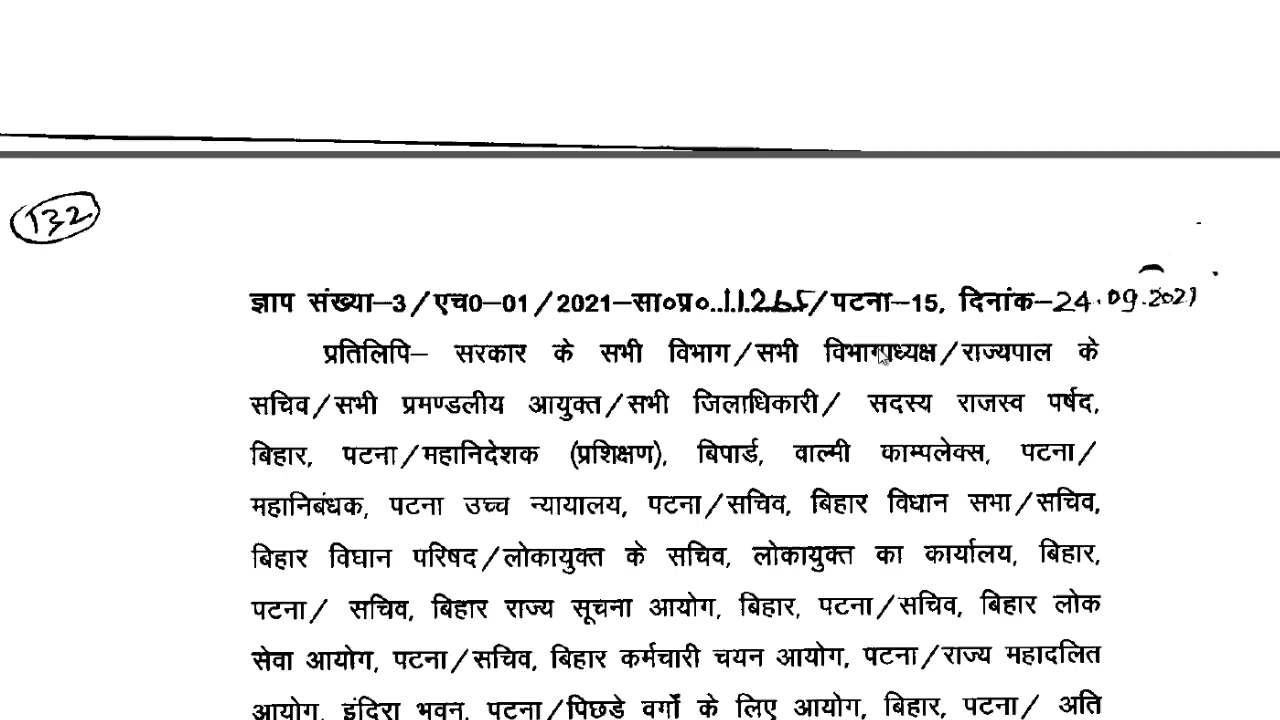 132
ज्ञाप संख्या–3/एच0–01/2021–सा०प्र०..11265/पटना–15, दिनांक–24.09.2021
प्रतिलिपि– सरकार के सभी विभाग/सभी विभागाध्यक्ष/राज्यपाल के
सचिव/सभी प्रमण्डलीय आयुक्त/सभी जिलाधिकारी/ सदस्य राजस्व पर्षद,
बिहार, पटना/महानिदेशक (प्रशिक्षण), बिपार्ड, वाल्मी काम्पलेक्स, पटना/
महानिबंधक, पटना उच्च न्यायालय, पटना/सचिव, बिहार विधान सभा/सचिव,
बिहार विधान परिषद/लोकायुक्त के सचिव, लोकायुक्त का कार्यालय, बिहार,
पटना/ सचिव, बिहार राज्य सूचना आयोग, बिहार, पटना/सचिव, बिहार लोक
सेवा आयोग, पटना/सचिव, बिहार कर्मचारी चयन आयोग, पटना/राज्य महादलित
आयोग, इंदिरा भवन, पटना/पिछडे वर्गों के लिए आयोग, बिहार, पटना/ अति